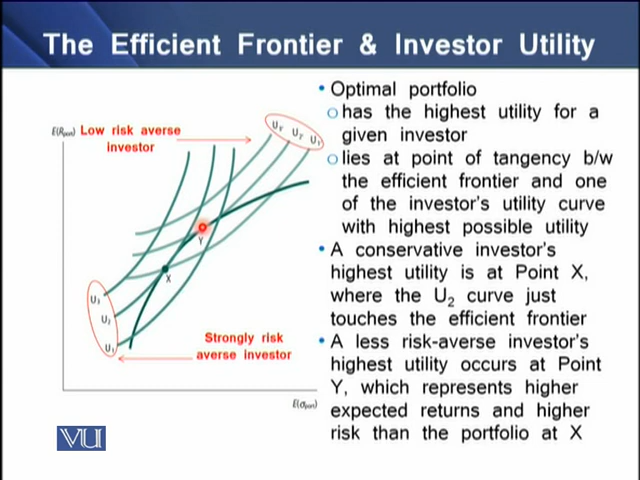 The Efficient Frontier & Investor Utility
E(Rport)
Low risk averse
investor
U3' U2' U1'
Y
X
U3
U2
U1
Strongly risk
averse investor
E(σport)
VU
• Optimal portfolio
o has the highest utility for a
given investor
o lies at point of tangency b/w
the efficient frontier and one
of the investor's utility curve
with highest possible utility
• A conservative investor's
highest utility is at Point X,
where the U2 curve just
touches the efficient frontier
• A less risk-averse investor's
highest utility occurs at Point
Y, which represents higher
expected returns and higher
risk than the portfolio at X